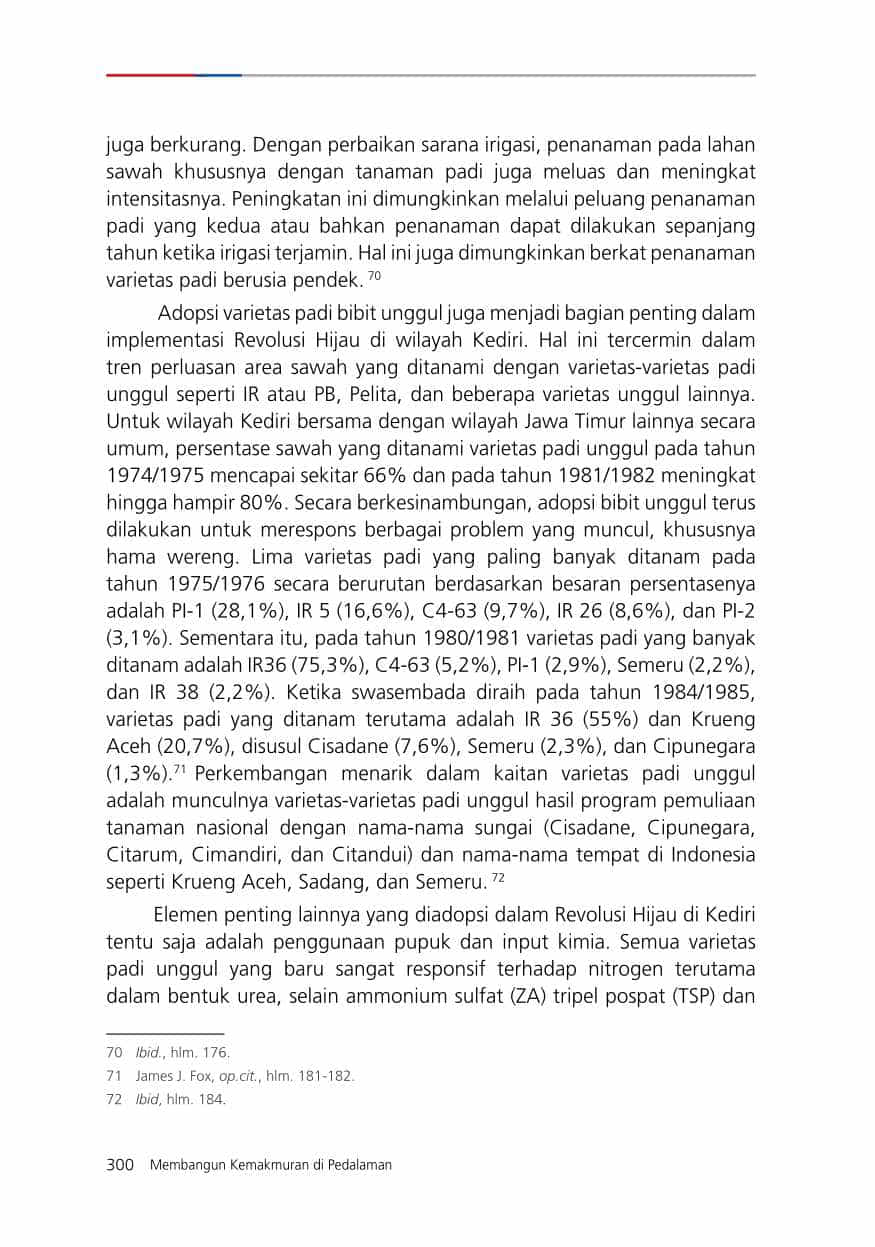 juga berkurang. Dengan perbaikan sarana irigasi, penanaman pada lahan
sawah khususnya dengan tanaman padi juga meluas dan meningkat
intensitasnya. Peningkatan ini dimungkinkan melalui peluang penanaman
padi yang kedua atau bahkan penanaman dapat dilakukan sepanjang
tahun ketika irigasi terjamin. Hal ini juga dimungkinkan berkat penanaman
varietas padi berusia pendek. 70
Adopsi varietas padi bibit unggul juga menjadi bagian penting dalam
implementasi Revolusi Hijau di wilayah Kediri. Hal ini tercermin dalam
tren perluasan area sawah yang ditanami dengan varietas-varietas padi
unggul seperti IR atau PB, Pelita, dan beberapa varietas unggul lainnya.
Untuk wilayah Kediri bersama dengan wilayah Jawa Timur lainnya secara
umum, persentase sawah yang ditanami varietas padi unggul pada tahun
1974/1975 mencapai sekitar 66% dan pada tahun 1981/1982 meningkat
hingga hampir 80%. Secara berkesinambungan, adopsi bibit unggul terus
dilakukan untuk merespons berbagai problem yang muncul, khususnya
hama wereng. Lima varietas padi yang paling banyak ditanam pada
tahun 1975/1976 secara berurutan berdasarkan besaran persentasenya
adalah PI-1 (28,1%), IR 5 (16,6%), C4-63 (9,7%), IR 26 (8,6%), dan PI-2
(3,1%). Sementara itu, pada tahun 1980/1981 varietas padi yang banyak
ditanam adalah IR36 (75,3%), C4-63 (5,2%), PI-1 (2,9%), Semeru (2,2%),
dan IR 38 (2,2%). Ketika swasembada diraih pada tahun 1984/1985,
varietas padi yang ditanam terutama adalah IR 36 (55%) dan Krueng
Aceh (20,7%), disusul Cisadane (7,6%), Semeru (2,3%), dan Cipunegara
(1,3%).71 Perkembangan menarik dalam kaitan varietas padi unggul
adalah munculnya varietas-varietas padi unggul hasil program pemuliaan
tanaman nasional dengan nama-nama sungai (Cisadane, Cipunegara,
Citarum, Cimandiri, dan Citandui) dan nama-nama tempat di Indonesia
seperti Krueng Aceh, Sadang, dan Semeru. 72
Elemen penting lainnya yang diadopsi dalam Revolusi Hijau di Kediri
tentu saja adalah penggunaan pupuk dan input kimia. Semua varietas
padi unggul yang baru sangat responsif terhadap nitrogen terutama
dalam bentuk urea, selain ammonium sulfat (ZA) tripel pospat (TSP) dan
70 Ibid., hlm. 176.
71 James J. Fox, op.cit., hlm. 181-182.
72 Ibid, hlm. 184.
300 Membangun Kemakmuran di Pedalaman